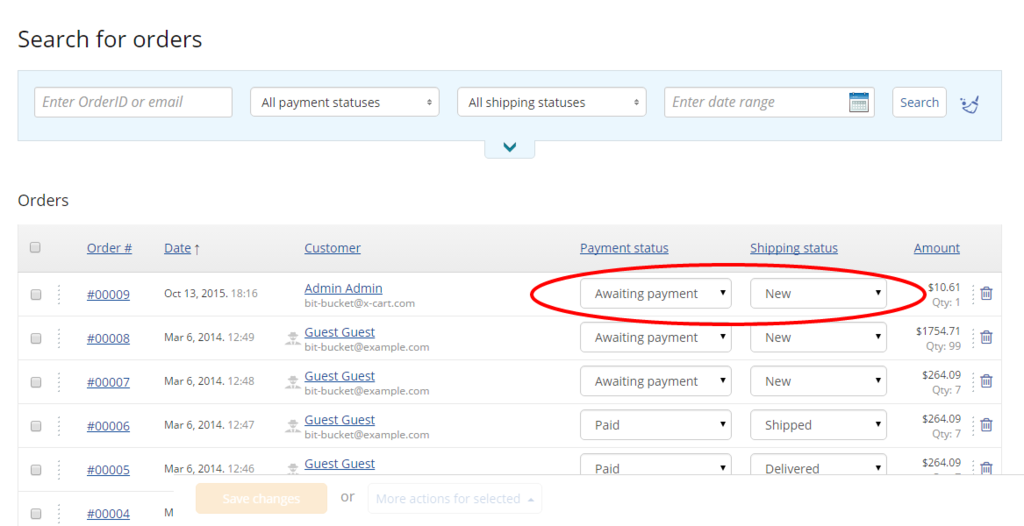 Search for orders
Enter OrderID or email All payment statuses All shipping statuses Enter date range Search
Orders
Order # Date ↑ Customer Payment status Shipping status Amount
#00009 Oct 13, 2015. 18:16 Admin Admin Awaiting payment New $10.61
bit-bucket@x-cart.com Qty: 1
#00008 Mar 6, 2014. 12:49 Guest Guest Awaiting payment New $1754.71
bit-bucket@example.com Qty: 99
#00007 Mar 6, 2014. 12:48 Guest Guest Awaiting payment New $264.09
bit-bucket@example.com Qty: 7
#00006 Mar 6, 2014. 12:47 Guest Guest Paid Shipped $264.09
bit-bucket@example.com Qty: 7
#00005 Mar 6, 2014. 12:46 Guest Guest Paid Delivered $264.09
Save changes or More actions for selected
#00004 M